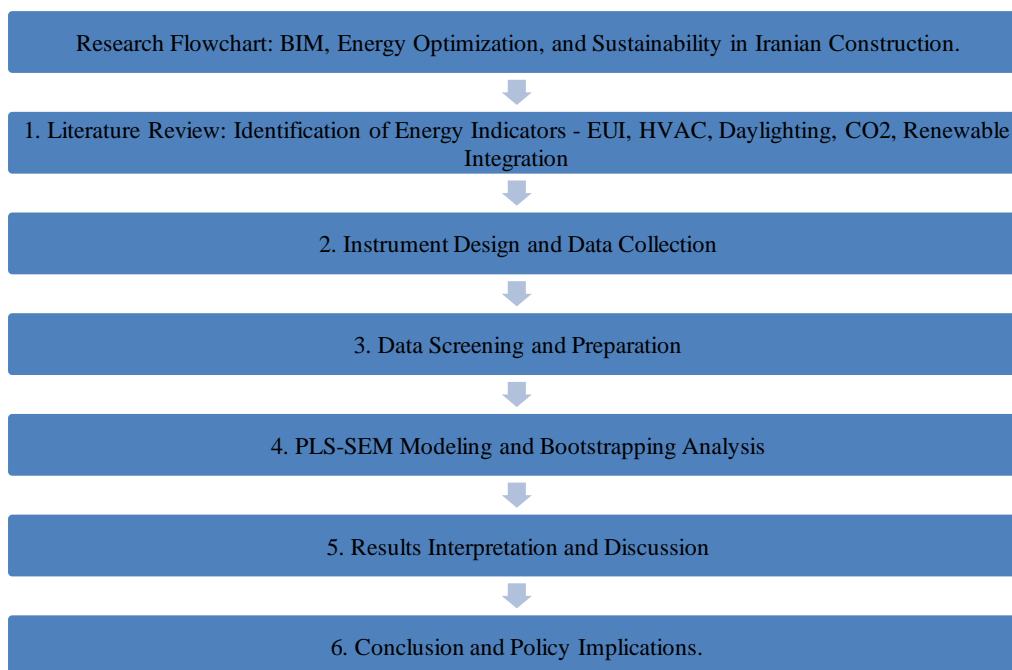 Research Flowchart: BIM, Energy Optimization, and Sustainability in Iranian Construction.
1. Literature Review: Identification of Energy Indicators - EUI, HVAC, Daylighting, CO2, Renewable
Integration
2. Instrument Design and Data Collection
3. Data Screening and Preparation
4. PLS-SEM Modeling and Bootstrapping Analysis
5. Results Interpretation and Discussion
6. Conclusion and Policy Implications.